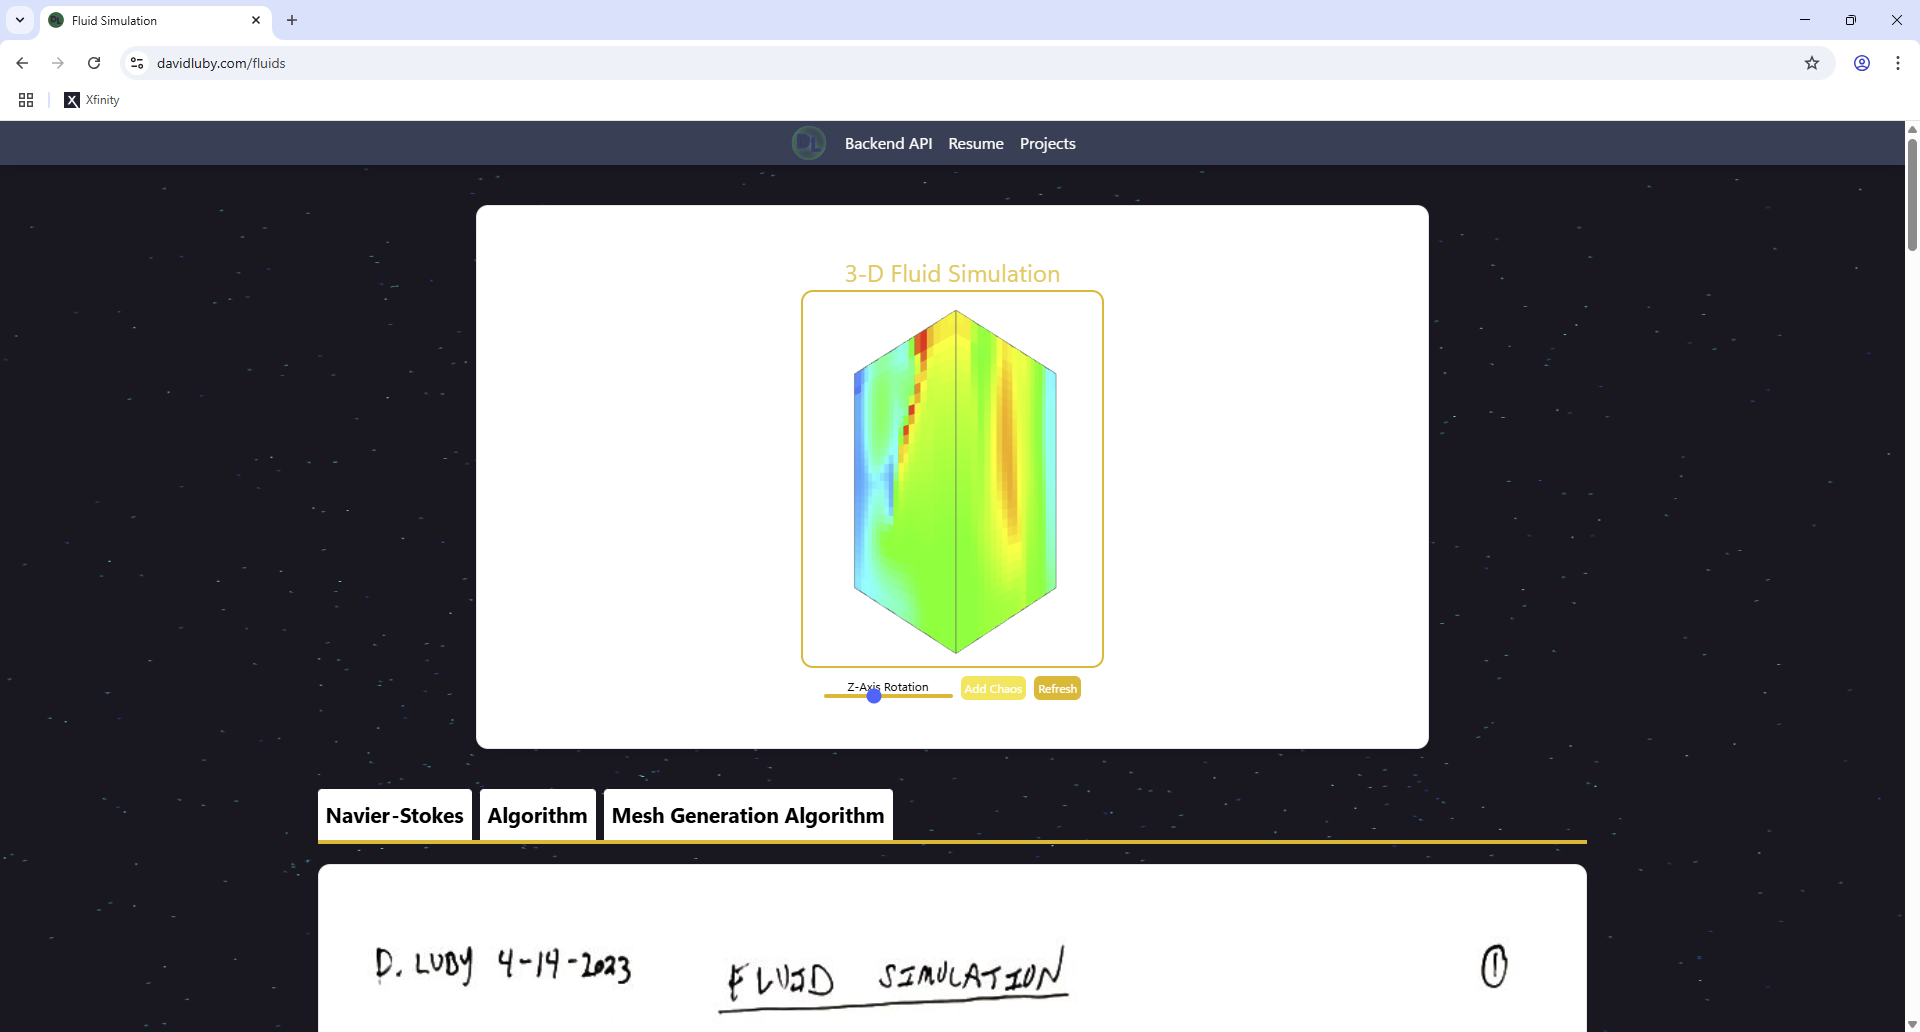 Fluid Simulation
davidluby.com/fluids
Xfinity
DL Backend API Resume Projects
3-D Fluid Simulation
Z-Axis Rotation Add Chaos Refresh
Navier-Stokes Algorithm Mesh Generation Algorithm
D. LUBY 4-14-2023 FLUID SIMULATION 1